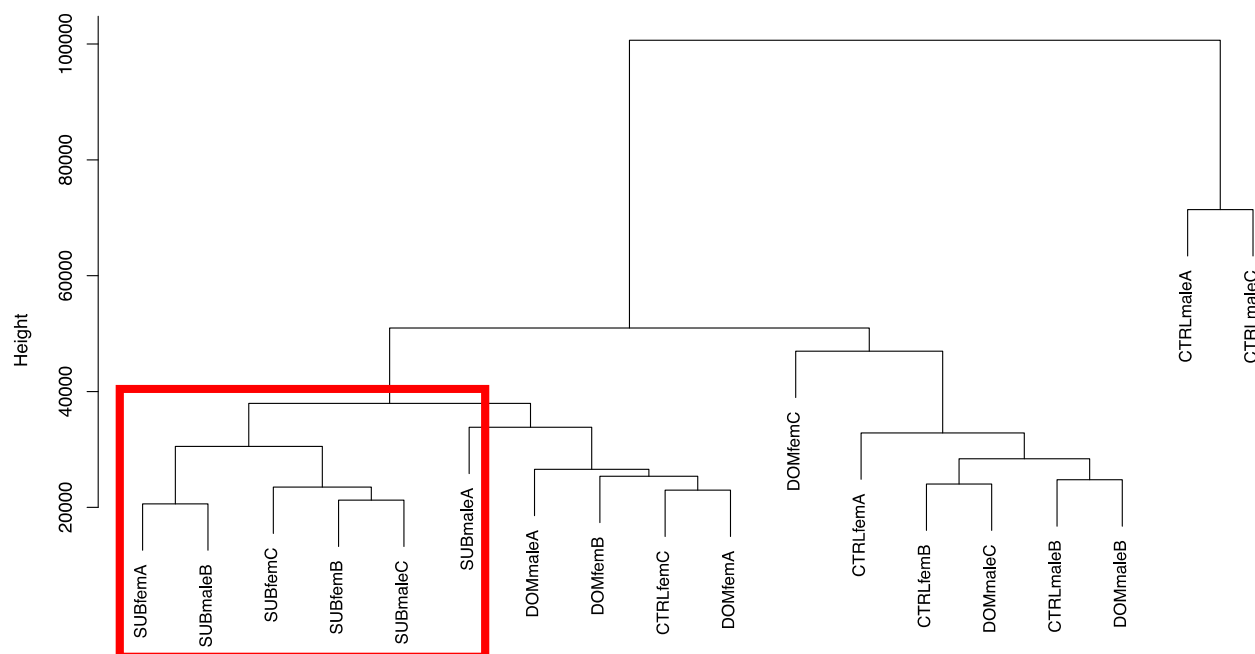 Height
100000
80000
60000
40000
20000
SUBfemA
SUBmaleB
SUBfemC
SUBfemB
SUBmaleC
SUBmaleA
DOMmaleA
DOMfemB
CTRLfemC
DOMfemA
DOMfemC
CTRLfemA
CTRLfemB
DOMmaleC
CTRLmaleB
DOMmaleB
CTRLmaleA
CTRLmaleC